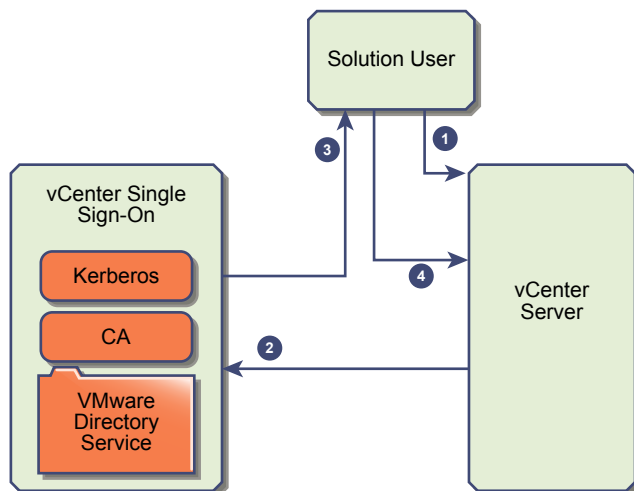 Solution User
1
3
vCenter Single
Sign-On
Kerberos
4
vCenter
Server
CA
2
VMware
Directory
Service